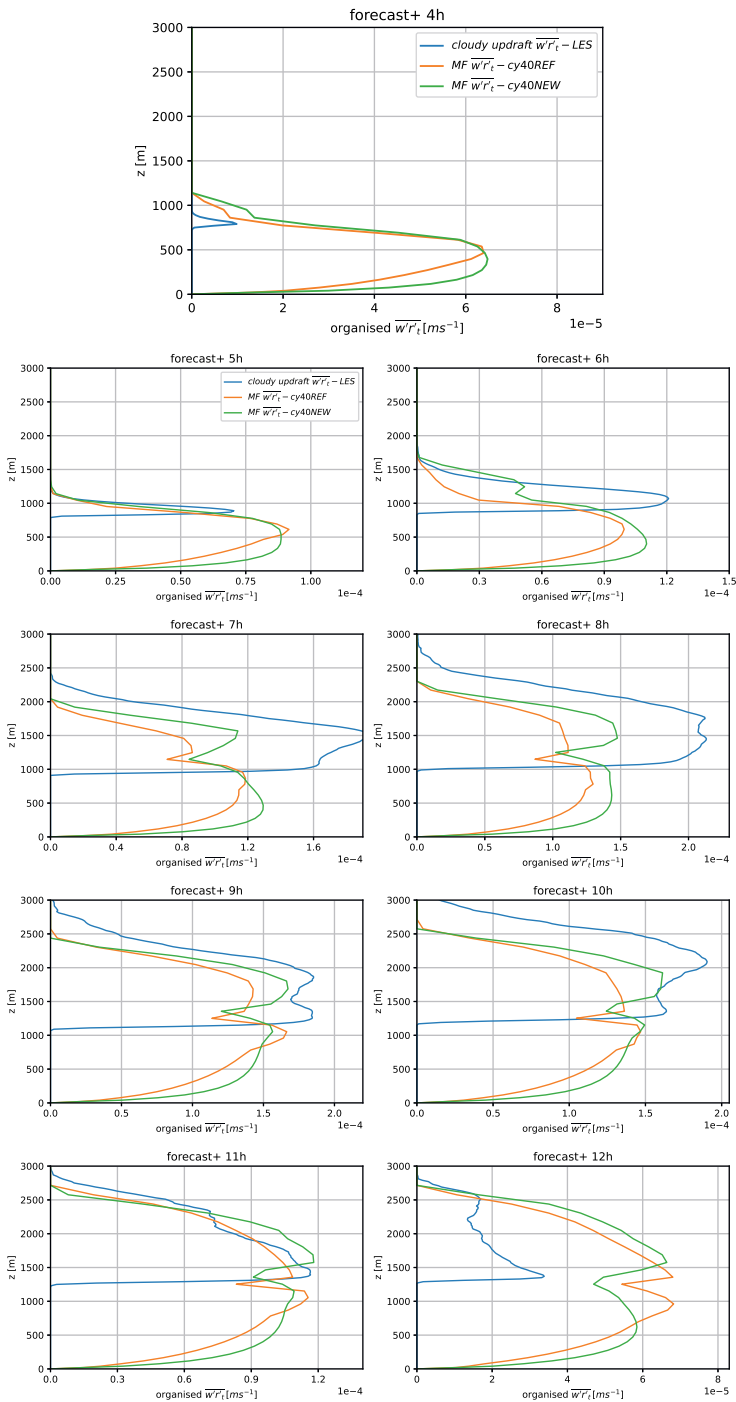 forecast+ 4h
3000
2500
2000
1500
1000
500
0
z [m]
cloudy updraft w'r'ₜ − LES
MF w'r'ₜ − cy40REF
MF w'r'ₜ − cy40NEW
0 2 4 6 8
1e−5
organised w'r'ₜ[ms⁻¹]
forecast+ 5h
3000
2500
2000
1500
1000
500
0
z [m]
cloudy updraft w'r'ₜ − LES
MF w'r'ₜ − cy40REF
MF w'r'ₜ − cy40NEW
0.00 0.25 0.50 0.75 1.00
1e−4
organised w'r'ₜ[ms⁻¹]
forecast+ 6h
3000
2500
2000
1500
1000
500
0
z [m]
0.0 0.3 0.6 0.9 1.2 1.5
1e−4
organised w'r'ₜ[ms⁻¹]
forecast+ 7h
3000
2500
2000
1500
1000
500
0
z [m]
0.0 0.4 0.8 1.2 1.6
1e−4
organised w'r'ₜ[ms⁻¹]
forecast+ 8h
3000
2500
2000
1500
1000
500
0
z [m]
0.0 0.5 1.0 1.5 2.0
1e−4
organised w'r'ₜ[ms⁻¹]
forecast+ 9h
3000
2500
2000
1500
1000
500
0
z [m]
0.0 0.5 1.0 1.5 2.0
1e−4
organised w'r'ₜ[ms⁻¹]
forecast+ 10h
3000
2500
2000
1500
1000
500
0
z [m]
0.0 0.5 1.0 1.5 2.0
1e−4
organised w'r'ₜ[ms⁻¹]
forecast+ 11h
3000
2500
2000
1500
1000
500
0
z [m]
0.0 0.3 0.6 0.9 1.2
1e−4
organised w'r'ₜ[ms⁻¹]
forecast+ 12h
3000
2500
2000
1500
1000
500
0
z [m]
0 2 4 6 8
1e−5
organised w'r'ₜ[ms⁻¹]